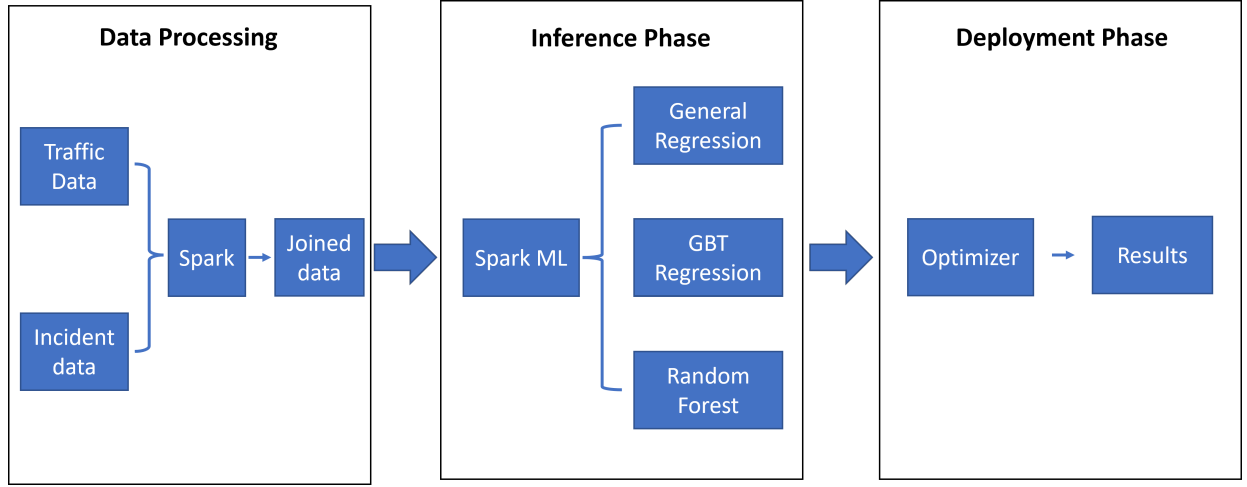 Data Processing
Traffic
Data
Incident
data
Spark
Joined
data
Inference Phase
Spark ML
General
Regression
GBT
Regression
Random
Forest
Deployment Phase
Optimizer
Results